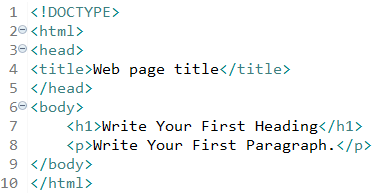 1 <!DOCTYPE>
2 <html>
3 <head>
4 <title>Web page title</title>
5 </head>
6 <body>
7 <h1>Write Your First Heading</h1>
8 <p>Write Your First Paragraph.</p>
9 </body>
10 </html>